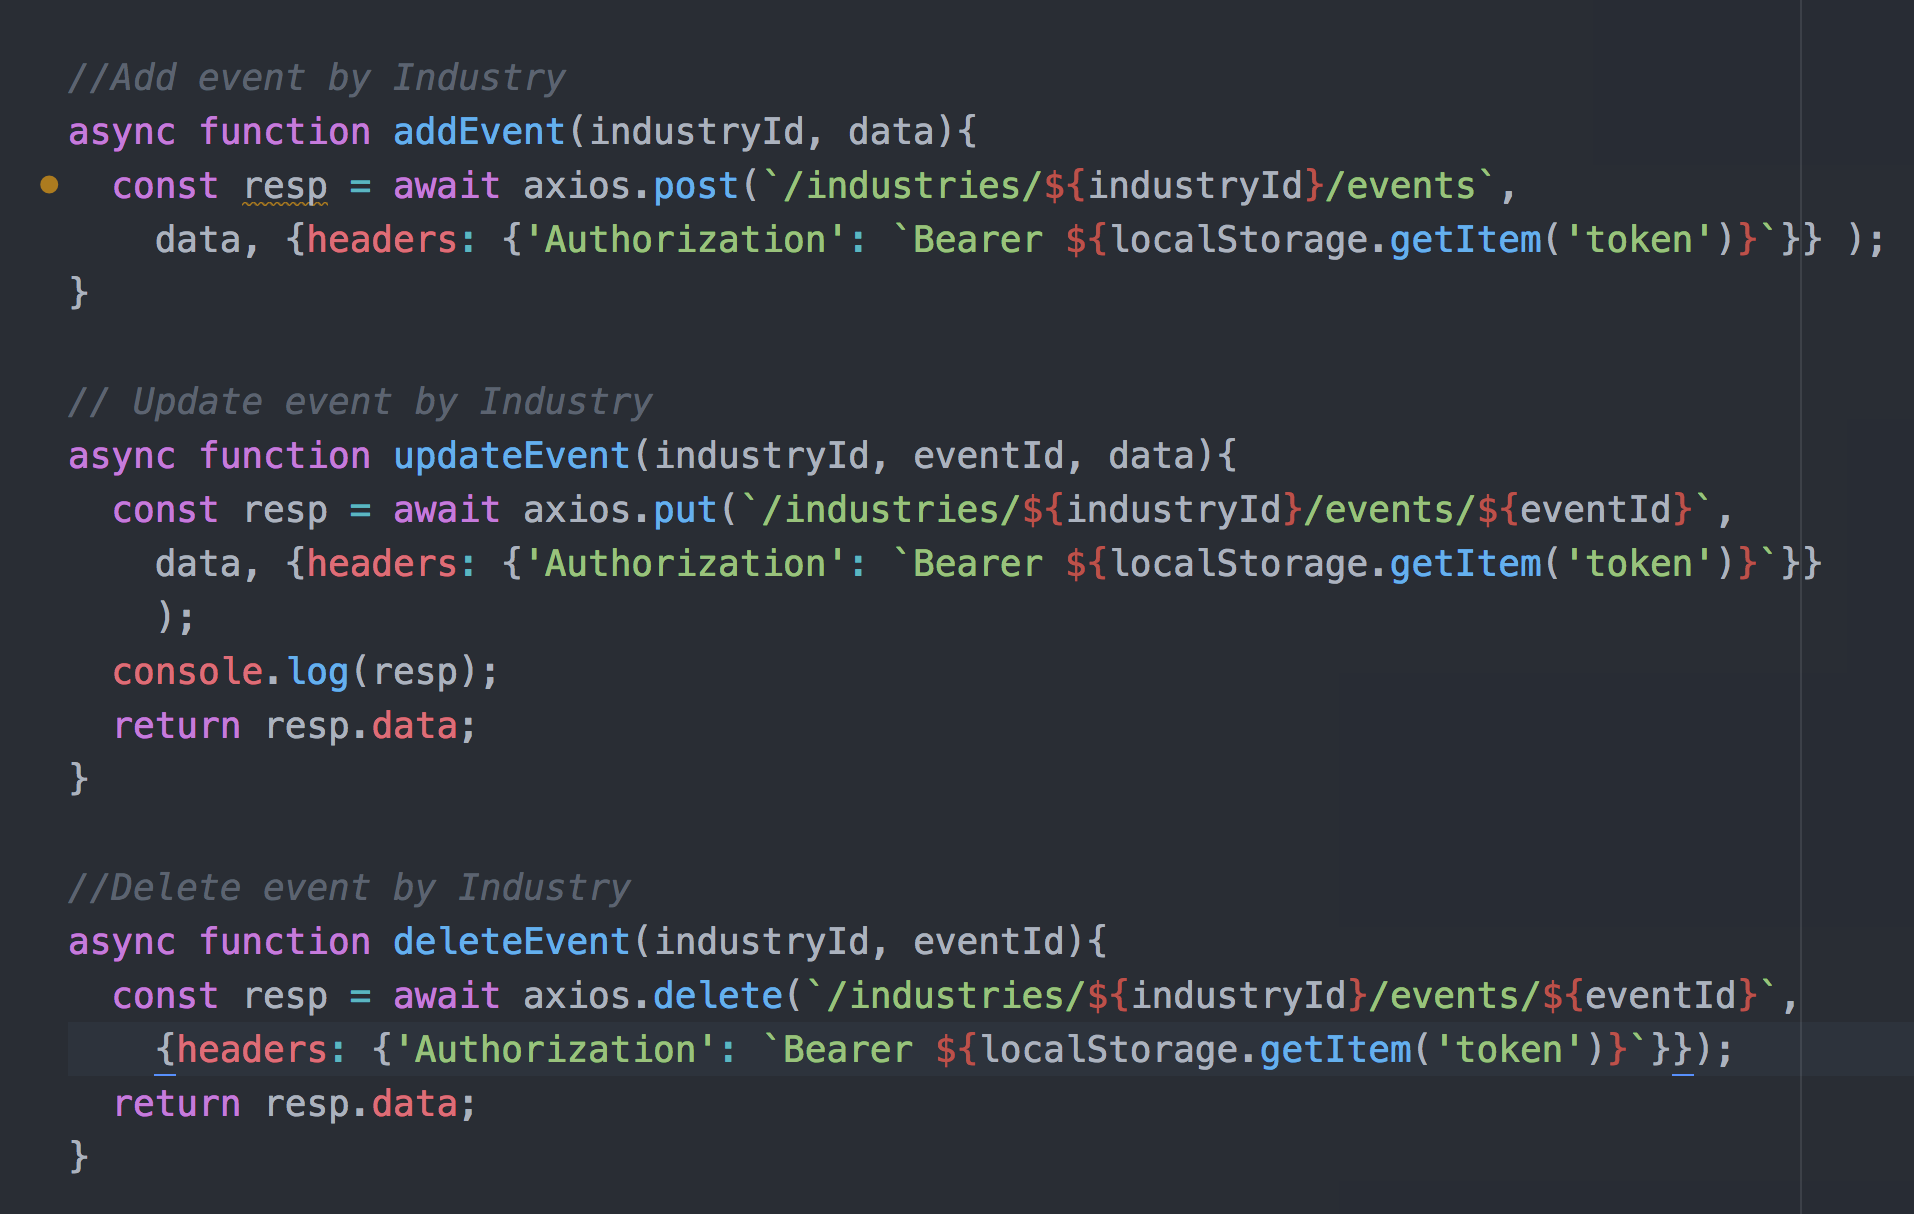 //Add event by Industry
async function addEvent(industryId, data){
  const resp = await axios.post(`/industries/${industryId}/events`,
    data, {headers: {'Authorization': `Bearer ${localStorage.getItem('token')}`}} );
}
// Update event by Industry
async function updateEvent(industryId, eventId, data){
  const resp = await axios.put(`/industries/${industryId}/events/${eventId}`,
    data, {headers: {'Authorization': `Bearer ${localStorage.getItem('token')}`}}
    );
  console.log(resp);
  return resp.data;
}
//Delete event by Industry
async function deleteEvent(industryId, eventId){
  const resp = await axios.delete(`/industries/${industryId}/events/${eventId}`,
    {headers: {'Authorization': `Bearer ${localStorage.getItem('token')}`}});
  return resp.data;
}